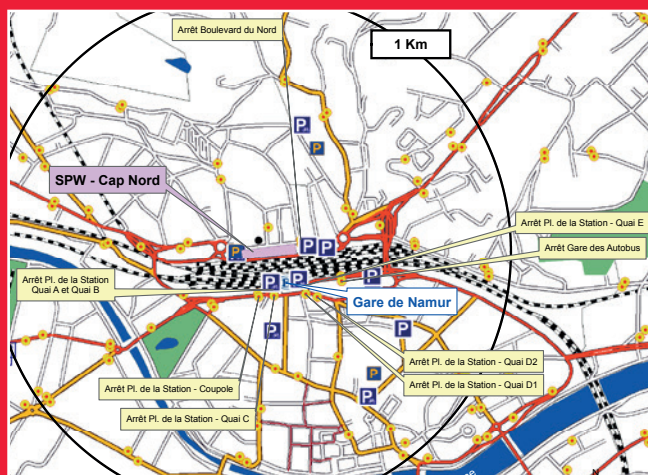 Arrêt Boulevard du Nord
1 Km
P
P
SPW - Cap Nord
P
P
P
Arrêt Pl. de la Station - Quai E
Arrêt Gare des Autobus
Arrêt Pl. de la Station
Quai A et Quai B
P
P
P
Gare de Namur
P
P
Arrêt Pl. de la Station - Quai D2
P
Arrêt Pl. de la Station - Quai D1
Arrêt Pl. de la Station - Coupole
P
Arrêt Pl. de la Station - Quai C